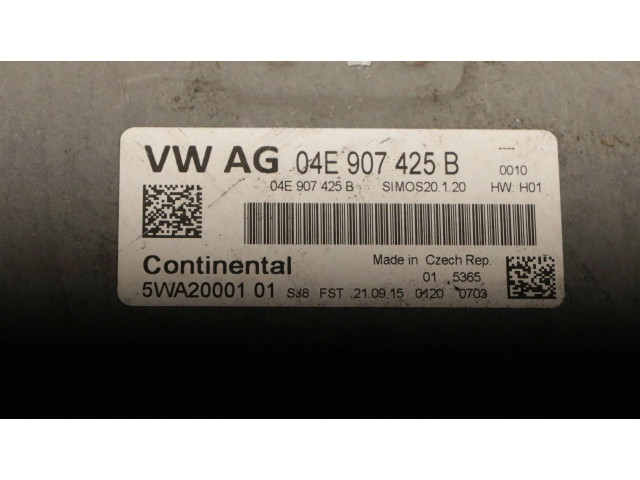 VW AG 04E 907 425 B
0010
04E 907 425 B SIMOS20.1.20 HW: H01
Continental Made in Czech Rep.
01 5365
5WA20001 01 SJ8 FST 21.09.15 0120 0703